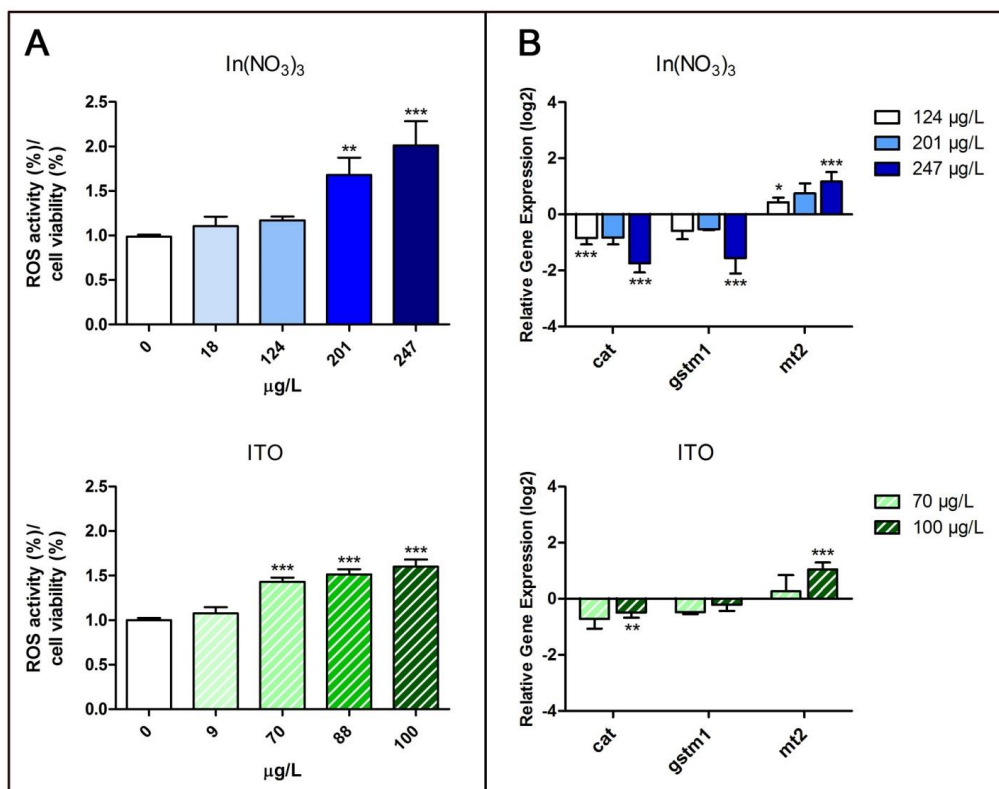 A
In(NO3)3
ROS activity (%)/
cell viability (%)
2.5
2.0
1.5
1.0
0.5
0.0
**
***
0
18
124
201
247
µg/L
ITO
ROS activity (%)/
cell viability (%)
2.5
2.0
1.5
1.0
0.5
0.0
***
***
***
0
9
70
88
100
µg/L
B
In(NO3)3
Relative Gene Expression (log2)
4
2
0
-2
-4
***
***
***
*
***
cat
gstm1
mt2
124 µg/L
201 µg/L
247 µg/L
ITO
Relative Gene Expression (log2)
4
2
0
-2
-4
**
***
cat
gstm1
mt2
70 µg/L
100 µg/L